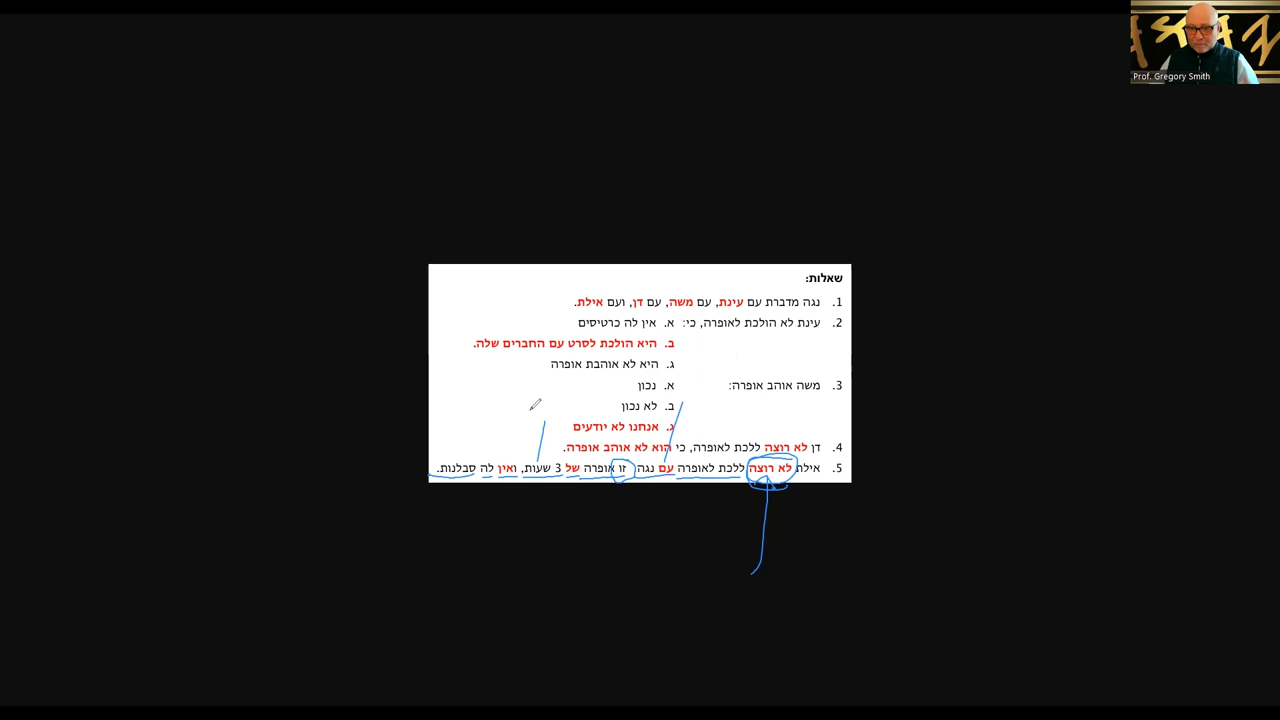 Prof. Gregory Smith
שאלות:
1. נגה מדברת עם עינת, עם משה, עם דן, ועם אילת.
2. עינת לא הולכת לאופרה, כי: א. אין לה כרטיסים
ב. היא הולכת לסרט עם החברים שלה.
ג. היא לא אוהבת אופרה
3. משה אוהב אופרה: א. נכון
ב. לא נכון
ג. אנחנו לא יודעים
4. דן לא רוצה ללכת לאופרה, כי הוא לא אוהב אופרה.
5. אילת לא רוצה ללכת לאופרה עם נגה זו אופרה של 3 שעות, ואין לה סבלנות.